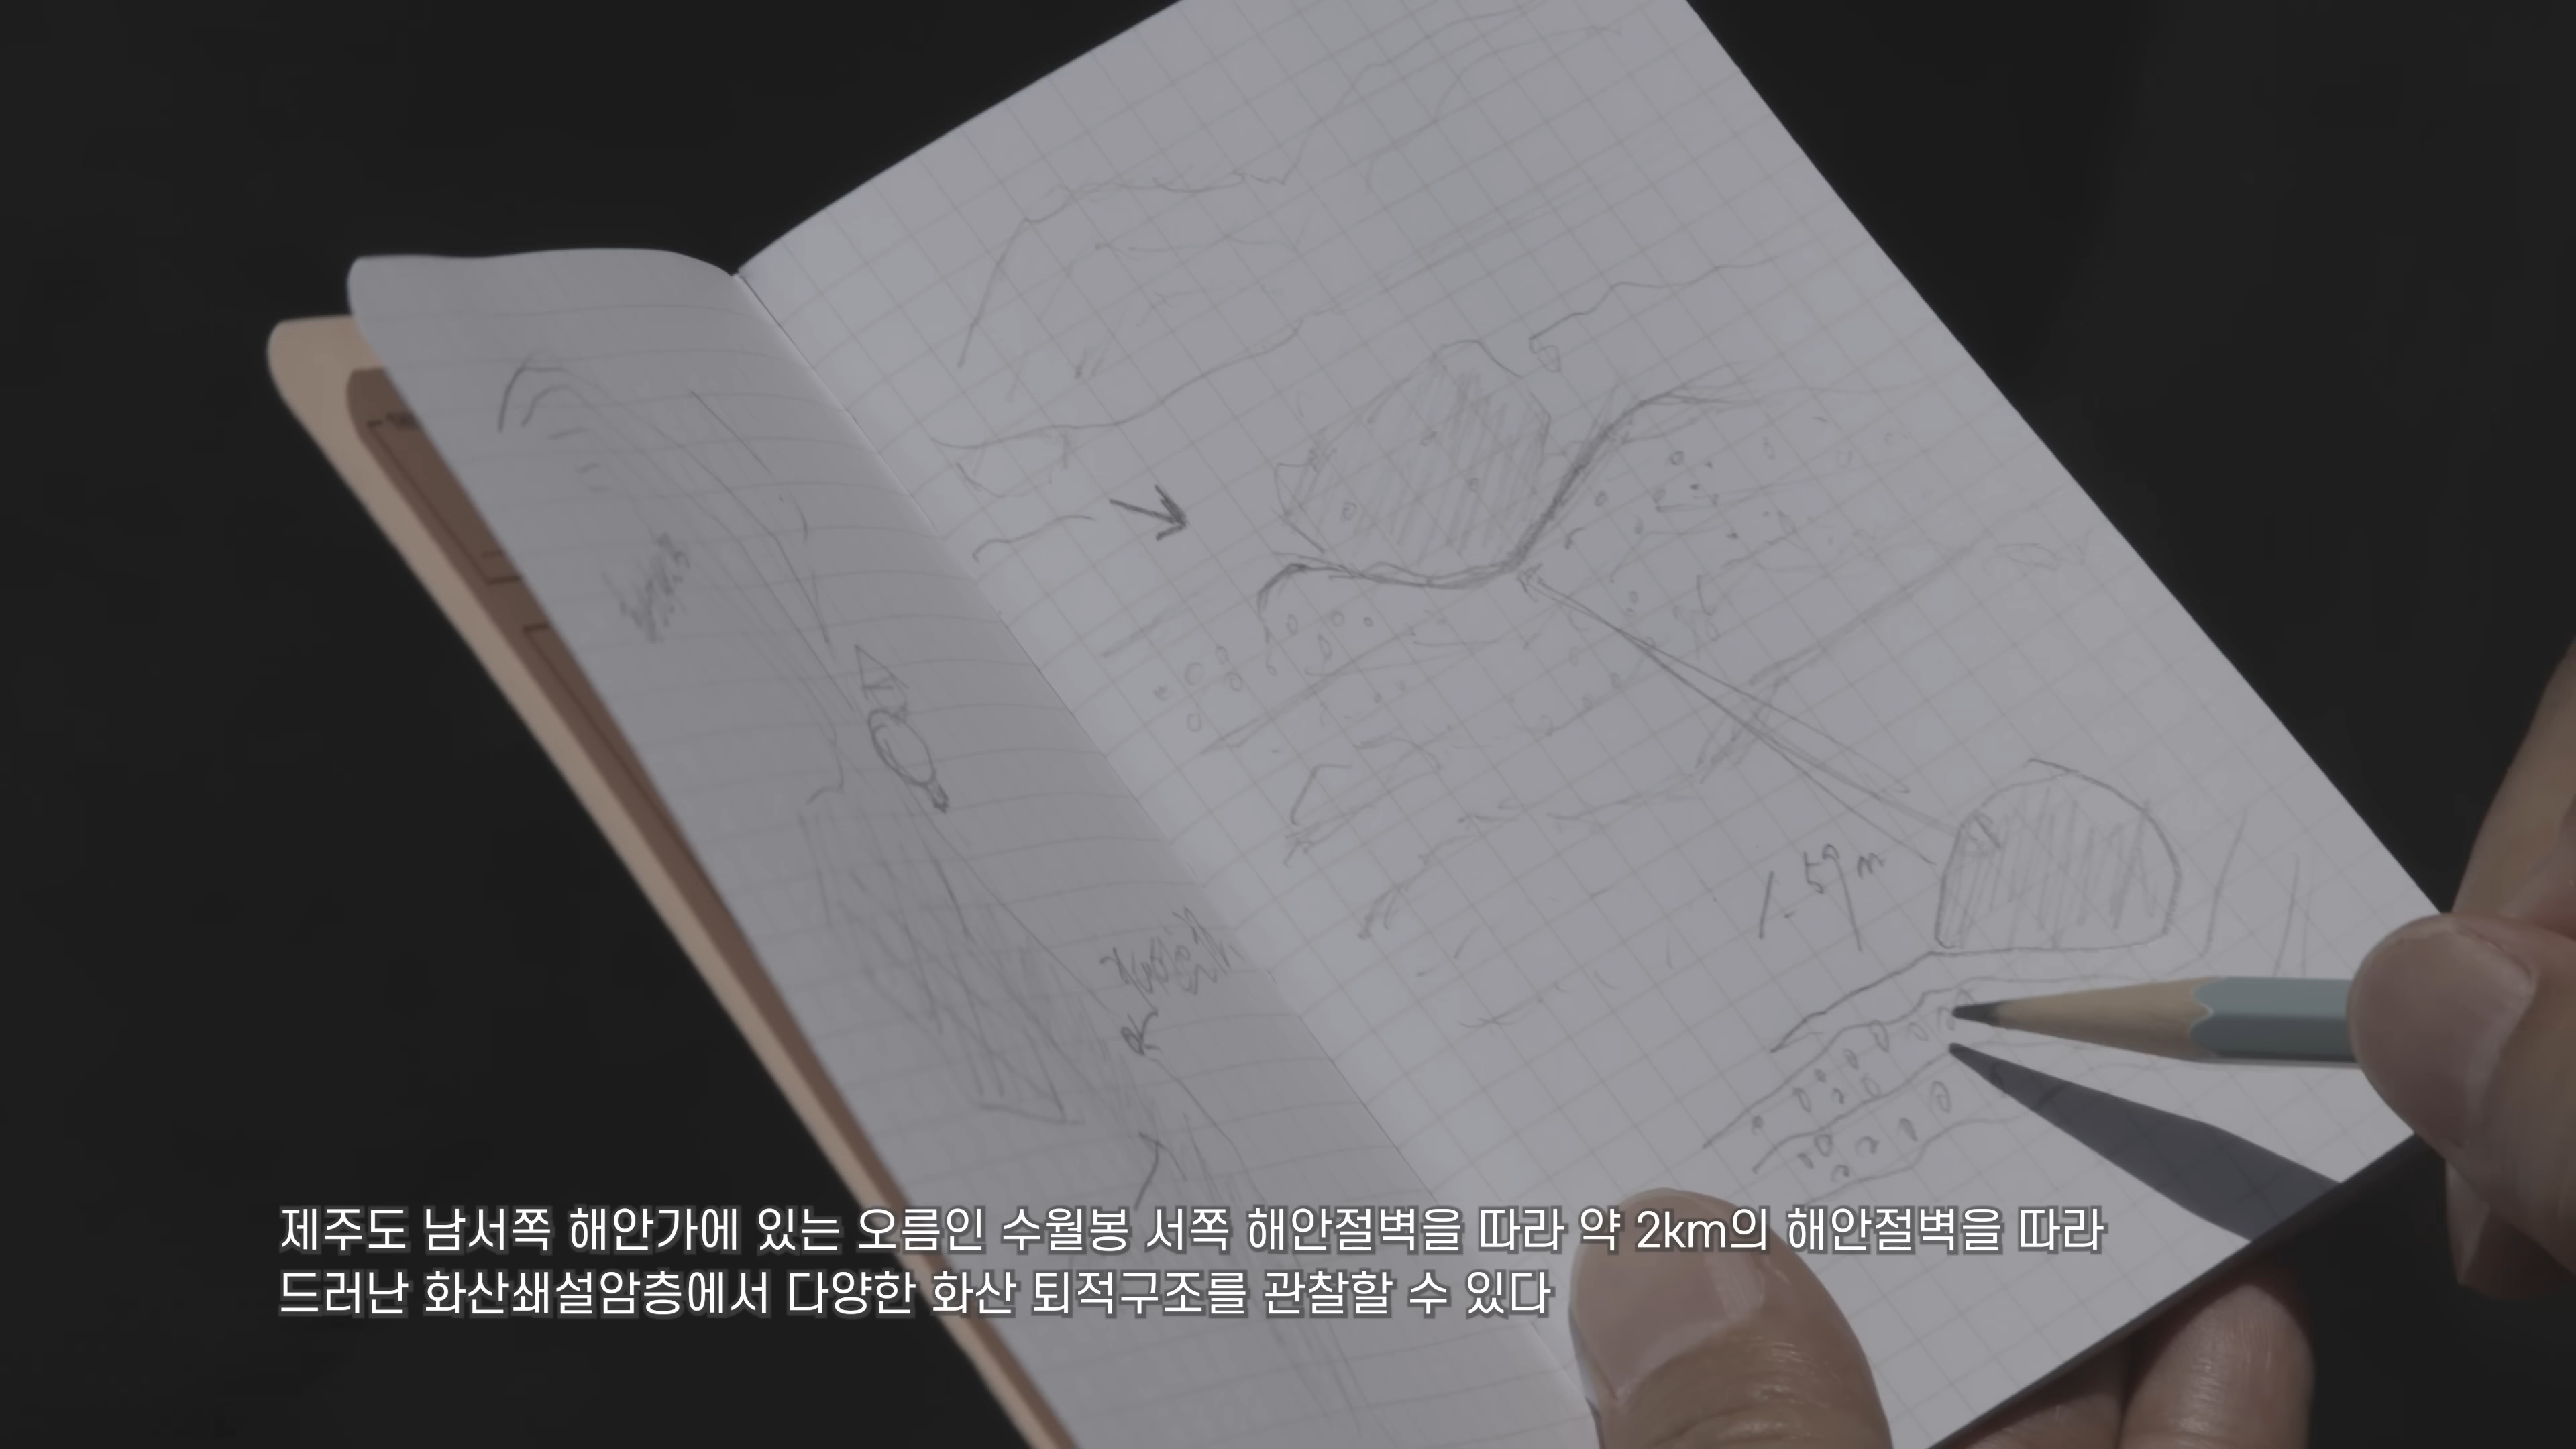 1.5m
제주도 남서쪽 해안가에 있는 오름인 수월봉 서쪽 해안절벽을 따라 약 2km의 해안절벽을 따라
드러난 화산쇄설암층에서 다양한 화산 퇴적구조를 관찰할 수 있다